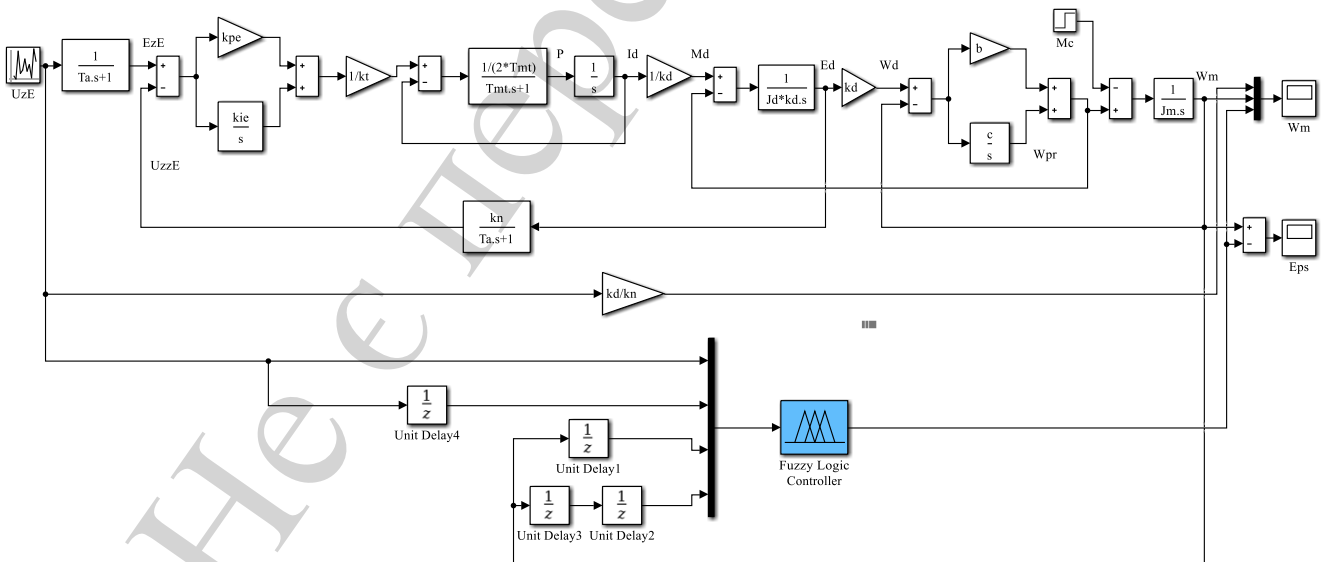 Не є пере
UzE
1
Ta.s+1
EzE
+
−
kpe
kie
s
+
+
1/kt
+
−
1/(2*Tmt)
Tmt.s+1
P
1
s
Id
1/kd
Md
+
−
1
Jd*kd.s
Ed
kd
Wd
+
−
b
c
s
Wpr
+
+
Mc
−
+
1
Jm.s
Wm
Wm
UzzE
kn
Ta.s+1
+
−
Eps
kd/kn
1
z
Unit Delay4
1
z
Unit Delay1
1
z
Unit Delay3
1
z
Unit Delay2
Fuzzy Logic
Controller